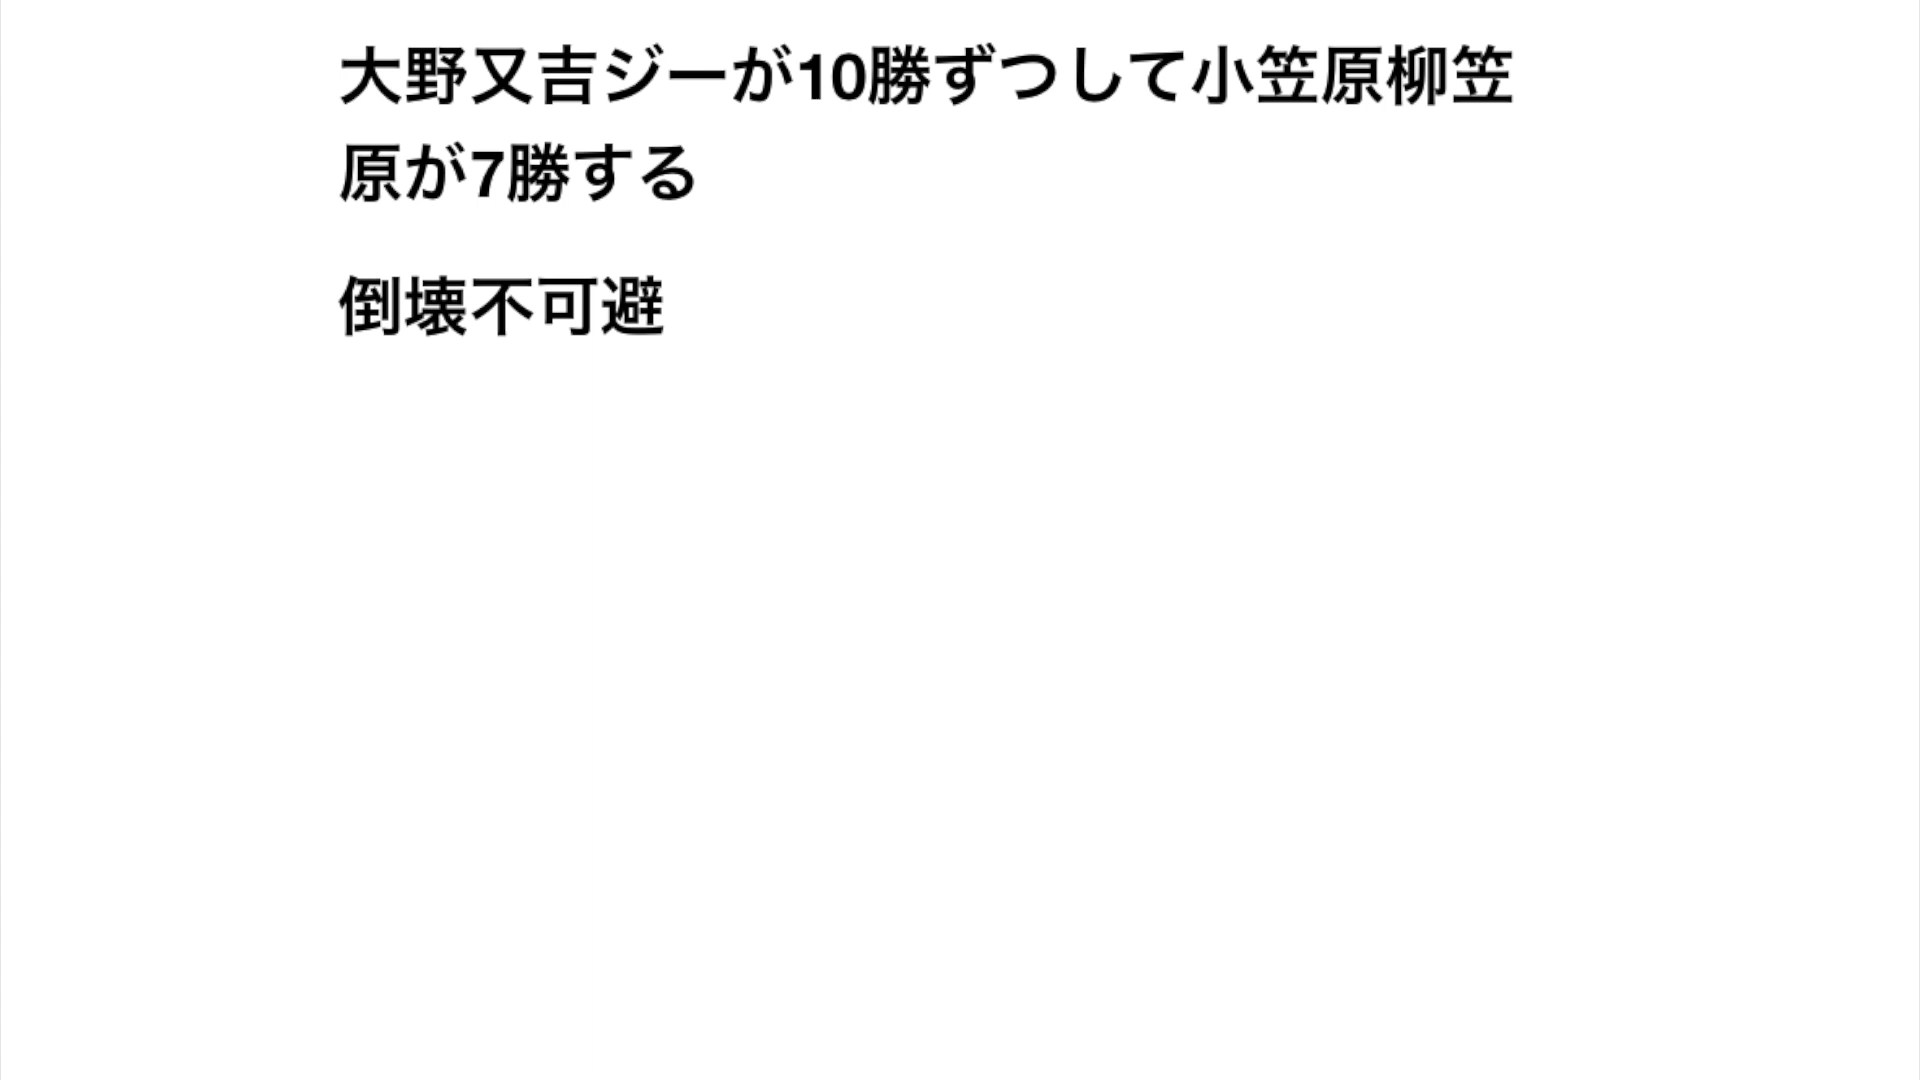 大野又吉ジーが10勝ずつして小笠原柳笠
原が7勝する
倒壊不可避